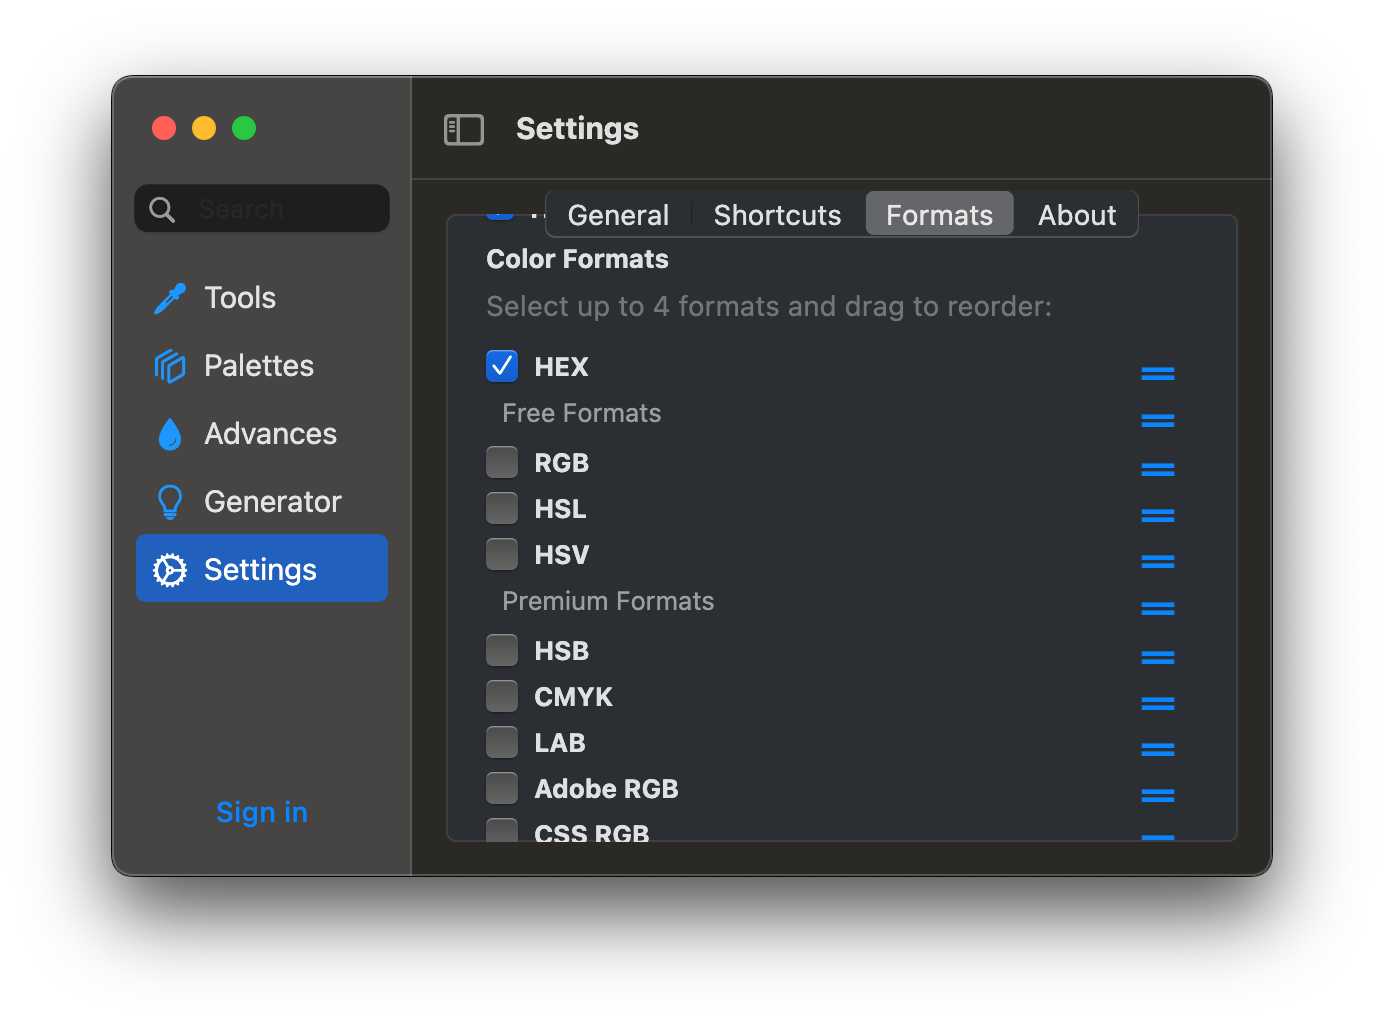 Settings
Search
General Shortcuts Formats About
Tools
Palettes
Advances
Generator
Settings
Sign in
Color Formats
Select up to 4 formats and drag to reorder:
HEX
Free Formats
RGB
HSL
HSV
Premium Formats
HSB
CMYK
LAB
Adobe RGB
CSS RGB